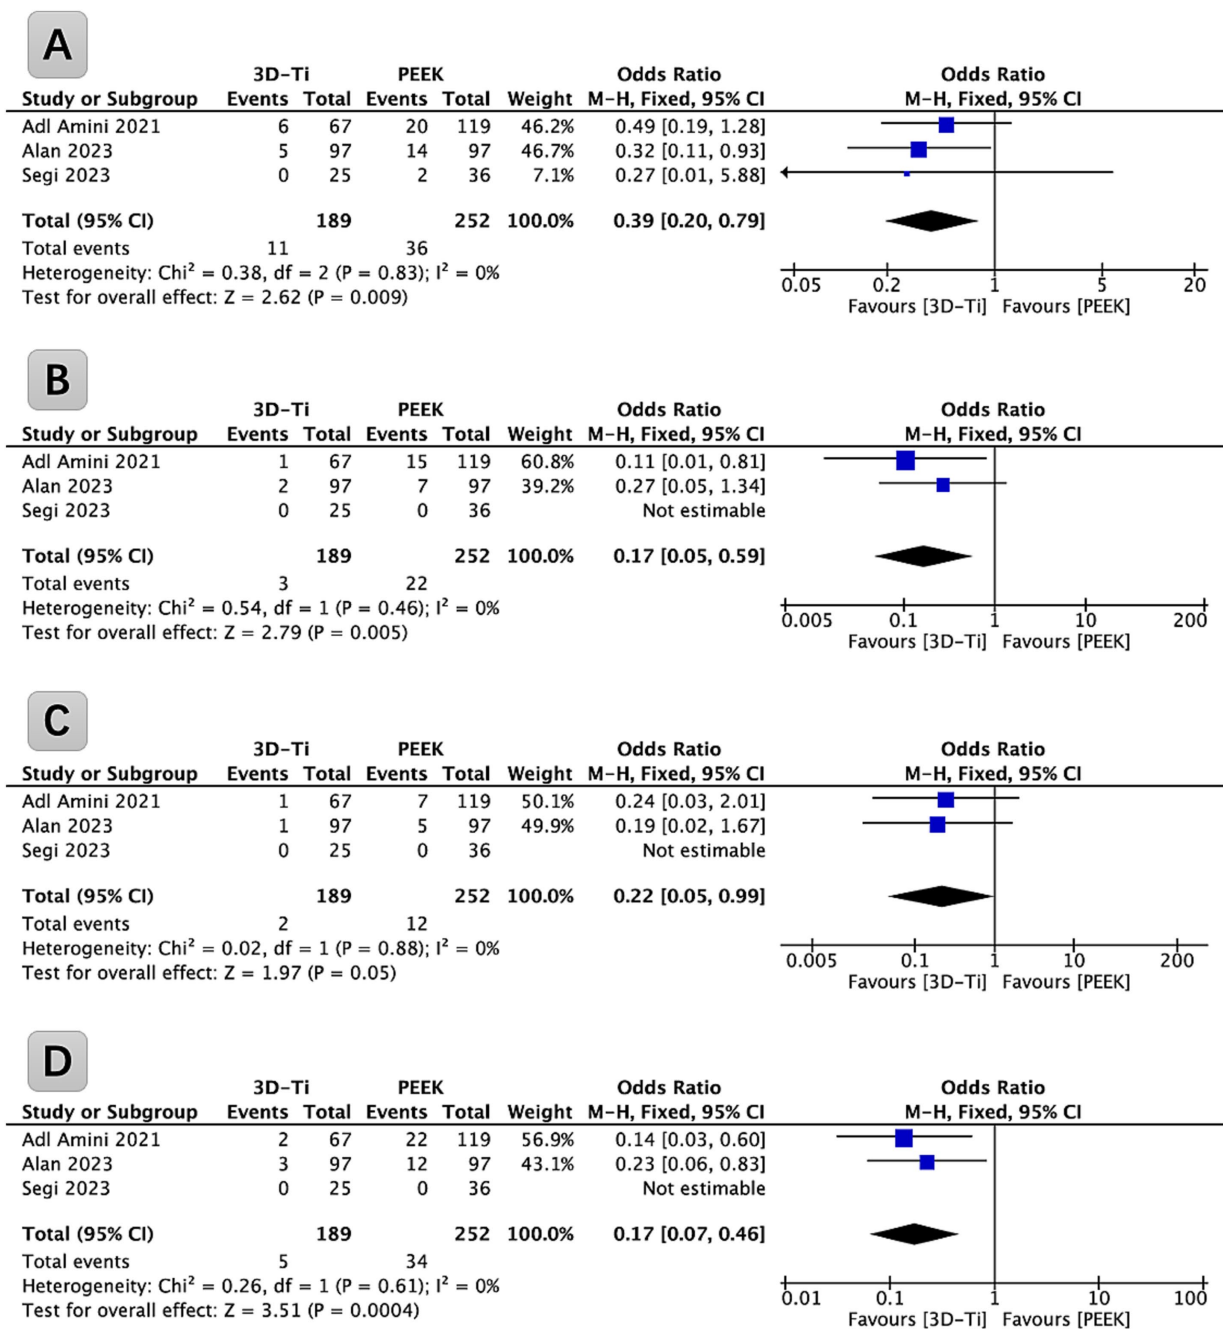 A
3D-Ti PEEK Odds Ratio Odds Ratio
Study or Subgroup Events Total Events Total Weight M-H, Fixed, 95% CI M-H, Fixed, 95% CI
Adl Amini 2021 6 67 20 119 46.2% 0.49 [0.19, 1.28]
Alan 2023 5 97 14 97 46.7% 0.32 [0.11, 0.93]
Segi 2023 0 25 2 36 7.1% 0.27 [0.01, 5.88]
Total (95% CI) 189 252 100.0% 0.39 [0.20, 0.79]
Total events 11 36
Heterogeneity: Chi² = 0.38, df = 2 (P = 0.83); I² = 0%
Test for overall effect: Z = 2.62 (P = 0.009)
0.05 0.2 1 5 20
Favours [3D-Ti] Favours [PEEK]
B
3D-Ti PEEK Odds Ratio Odds Ratio
Study or Subgroup Events Total Events Total Weight M-H, Fixed, 95% CI M-H, Fixed, 95% CI
Adl Amini 2021 1 67 15 119 60.8% 0.11 [0.01, 0.81]
Alan 2023 2 97 7 97 39.2% 0.27 [0.05, 1.34]
Segi 2023 0 25 0 36 Not estimable
Total (95% CI) 189 252 100.0% 0.17 [0.05, 0.59]
Total events 3 22
Heterogeneity: Chi² = 0.54, df = 1 (P = 0.46); I² = 0%
Test for overall effect: Z = 2.79 (P = 0.005)
0.005 0.1 1 10 200
Favours [3D-Ti] Favours [PEEK]
C
3D-Ti PEEK Odds Ratio Odds Ratio
Study or Subgroup Events Total Events Total Weight M-H, Fixed, 95% CI M-H, Fixed, 95% CI
Adl Amini 2021 1 67 7 119 50.1% 0.24 [0.03, 2.01]
Alan 2023 1 97 5 97 49.9% 0.19 [0.02, 1.67]
Segi 2023 0 25 0 36 Not estimable
Total (95% CI) 189 252 100.0% 0.22 [0.05, 0.99]
Total events 2 12
Heterogeneity: Chi² = 0.02, df = 1 (P = 0.88); I² = 0%
Test for overall effect: Z = 1.97 (P = 0.05)
0.005 0.1 1 10 200
Favours [3D-Ti] Favours [PEEK]
D
3D-Ti PEEK Odds Ratio Odds Ratio
Study or Subgroup Events Total Events Total Weight M-H, Fixed, 95% CI M-H, Fixed, 95% CI
Adl Amini 2021 2 67 22 119 56.9% 0.14 [0.03, 0.60]
Alan 2023 3 97 12 97 43.1% 0.23 [0.06, 0.83]
Segi 2023 0 25 0 36 Not estimable
Total (95% CI) 189 252 100.0% 0.17 [0.07, 0.46]
Total events 5 34
Heterogeneity: Chi² = 0.26, df = 1 (P = 0.61); I² = 0%
Test for overall effect: Z = 3.51 (P = 0.0004)
0.01 0.1 1 10 100
Favours [3D-Ti] Favours [PEEK]